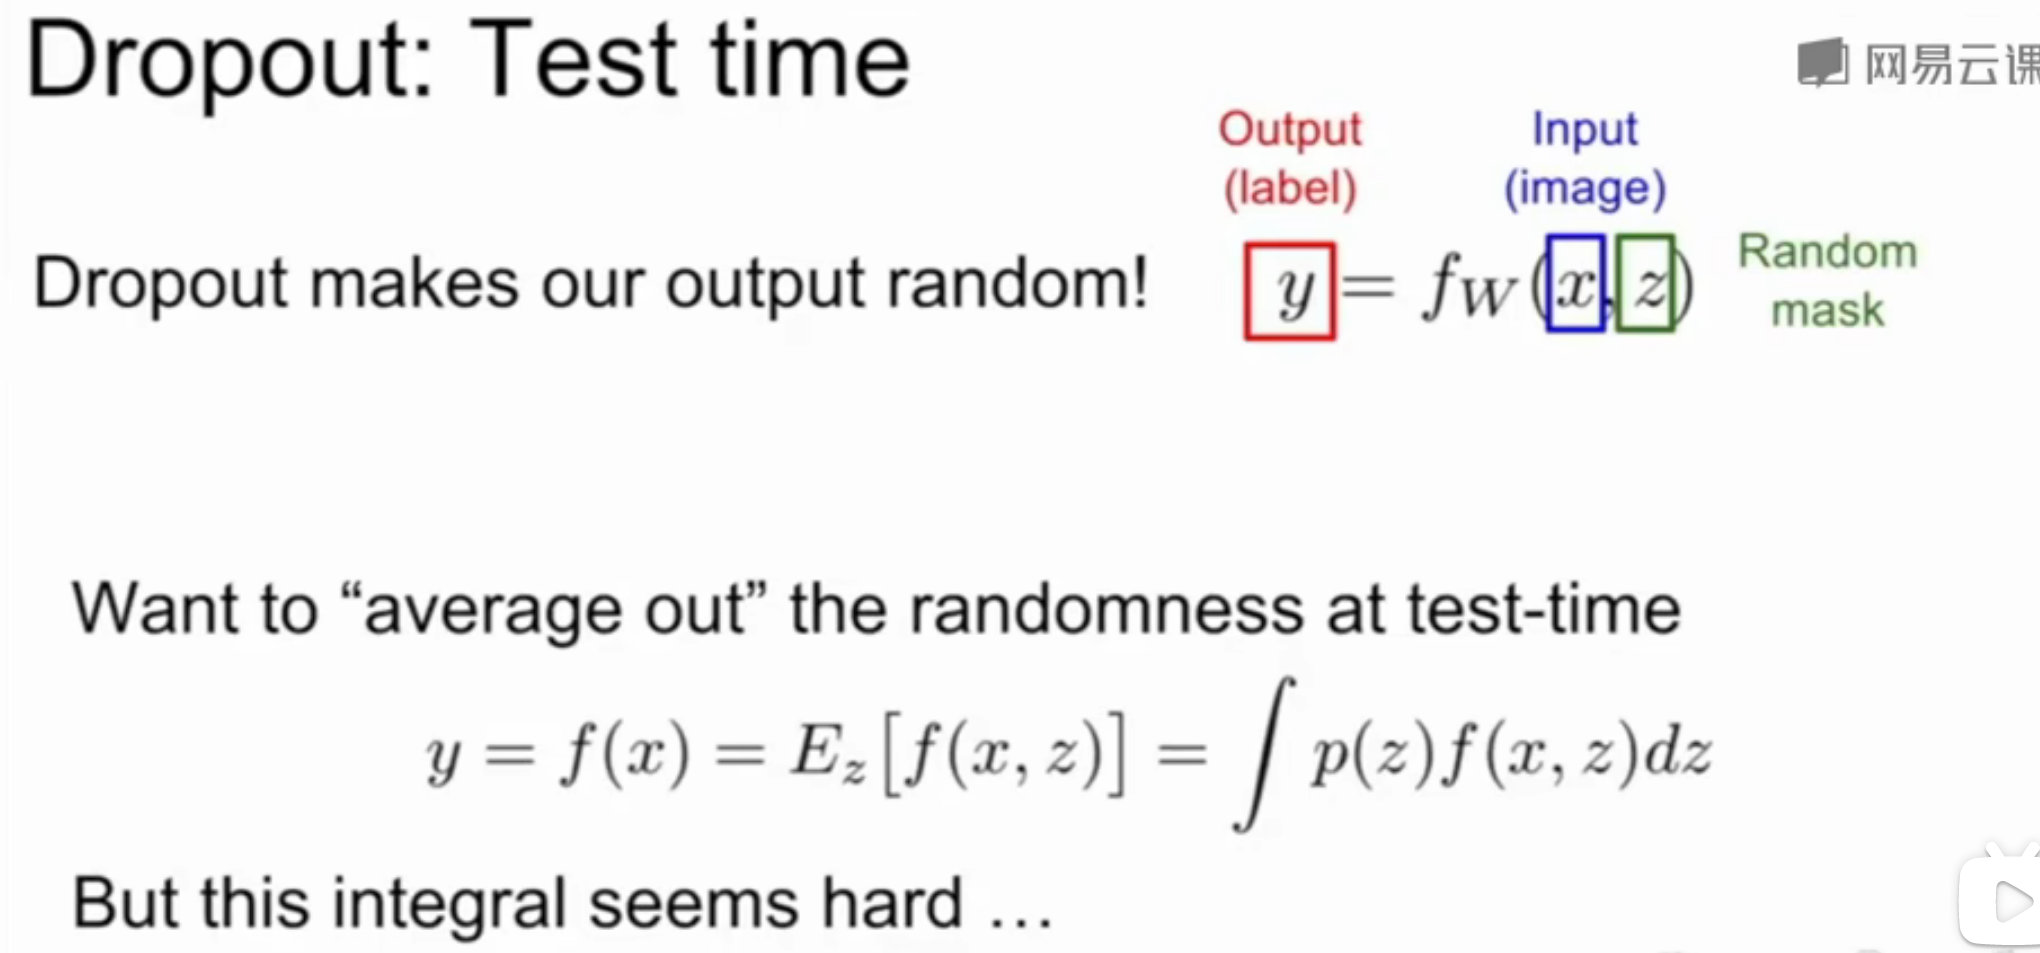 Dropout: Test time
网易云课
Output
(label)
Input
(image)
Dropout makes our output random!
y = f_W(x, z)
Random
mask
Want to “average out” the randomness at test-time
y = f(x) = E_z[f(x, z)] = ∫ p(z)f(x, z)dz
But this integral seems hard …